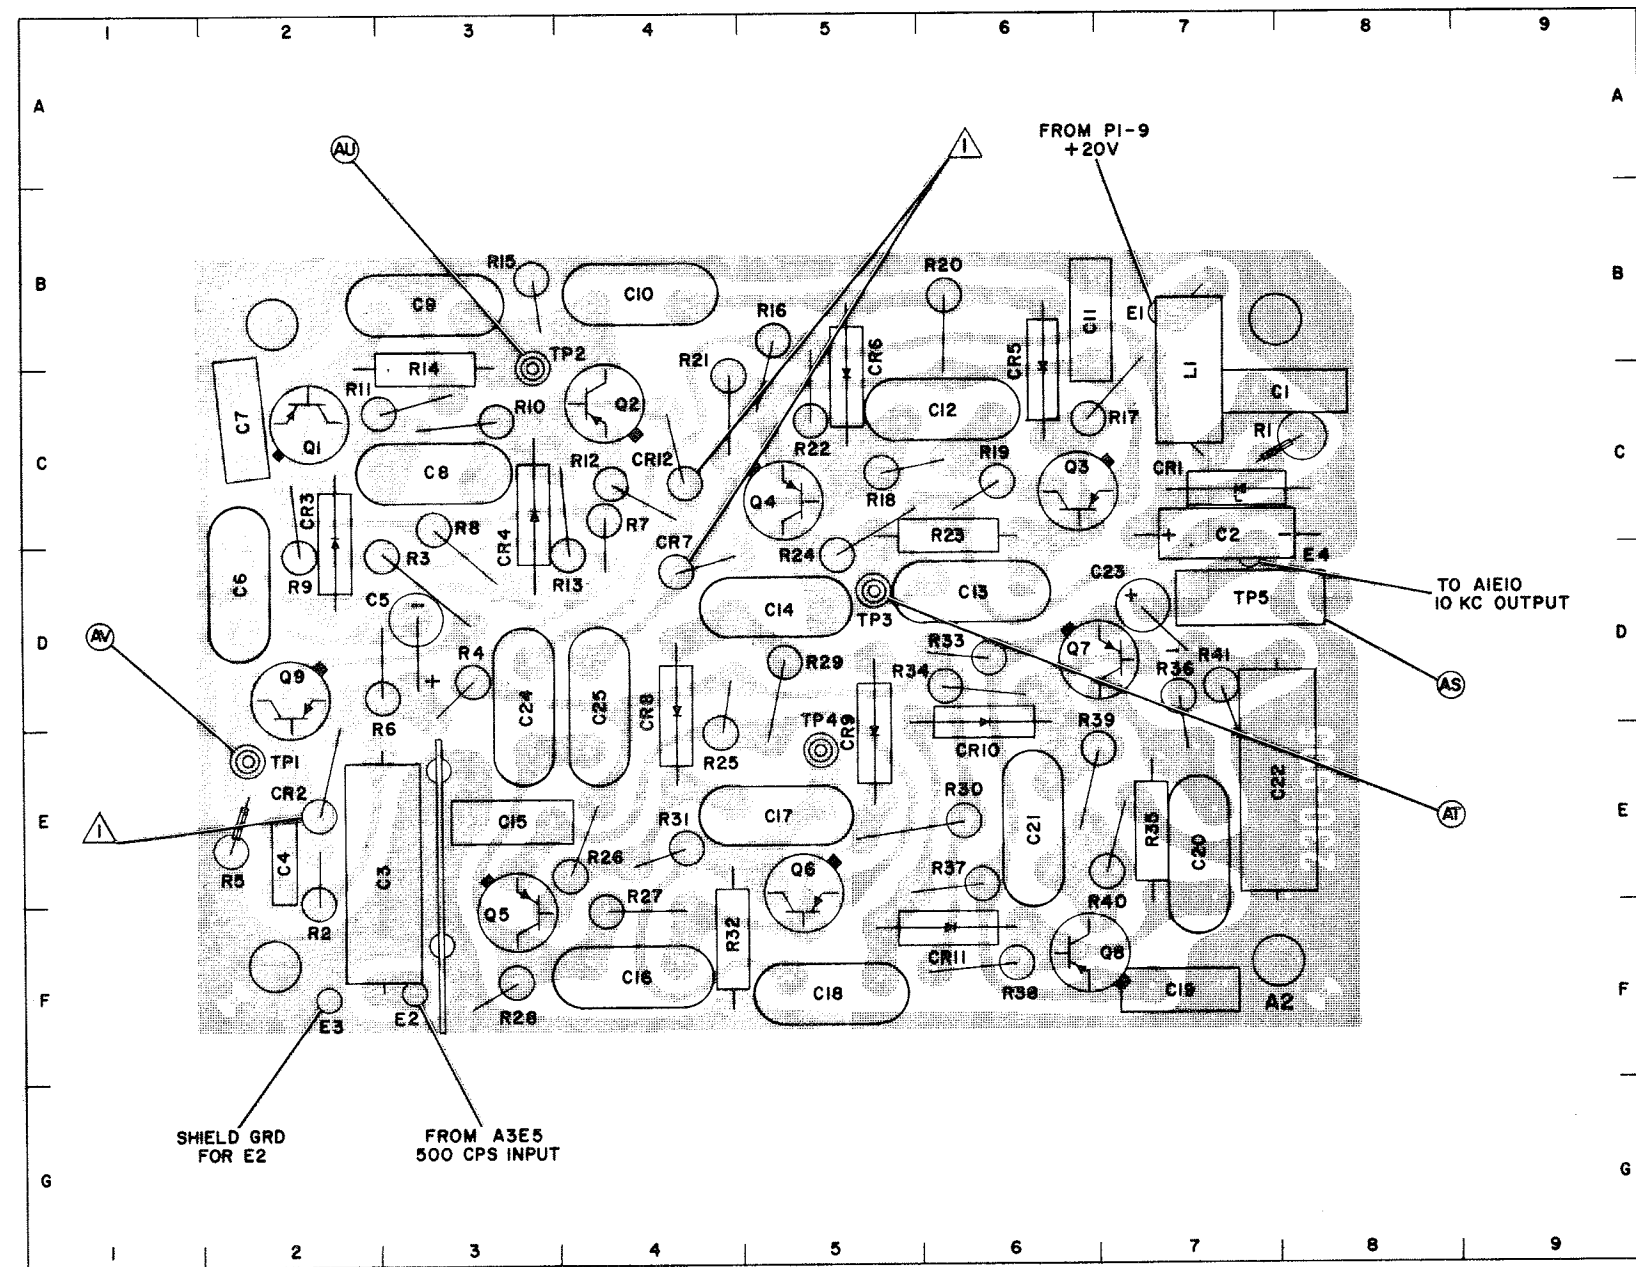 1 2 3 4 5 6 7 8 9
A A
AU
1
FROM P1-9
+20V
B B
R15
C9
C10
R20
R16
C11
E1
TP2
R14
R21
CR6
CR5
L1
C1
R11
R10
Q2
C12
R17
R1
C7
Q1
R22
C C
C8
R12
CR12
R19
Q3
CR1
Q4
R18
CR3
R8
CR4
R7
CR7
R24
R23
+ C2 -
E4
R3
R9
R13
C6
C5
-
C14
C13
C23
+
TP5
TO A1E10
10 KC OUTPUT
TP3
D D
AV
R4
R33
Q7
-
R29
R34
R36
R41
Q9
+
AS
C24
C25
CR8
R6
TP4
CR9
R39
CR10
R25
TP1
CR2
R30
C22
E E
1
C15
R31
C17
C21
R35
C20
AT
R5
C4
C3
R26
Q6
R37
R27
Q5
R40
R2
R32
CR11
Q8
C16
C18
R38
C19
F F
A2
E3
E2
R28
SHIELD GRD
FOR E2
FROM A3E5
500 CPS INPUT
G G
1 2 3 4 5 6 7 8 9